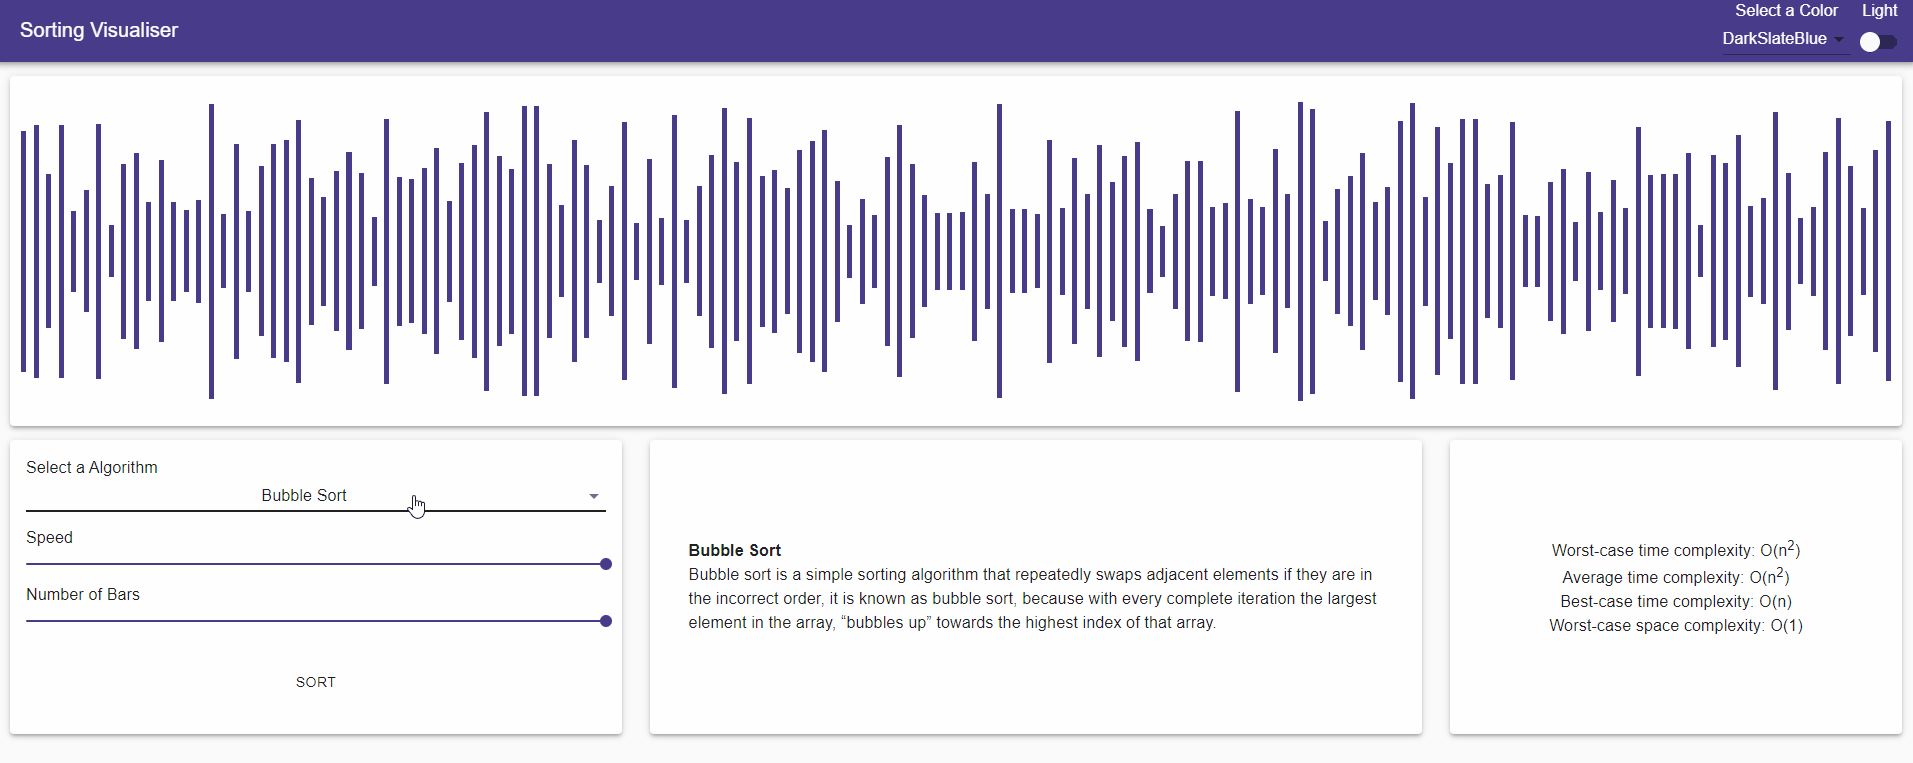 Sorting Visualiser
Select a Color
Light
DarkSlateBlue
Select a Algorithm
Bubble Sort
Speed
Number of Bars
SORT
Bubble Sort
Bubble sort is a simple sorting algorithm that repeatedly swaps adjacent elements if they are in
the incorrect order, it is known as bubble sort, because with every complete iteration the largest
element in the array, “bubbles up” towards the highest index of that array.
Worst-case time complexity: O(n²)
Average time complexity: O(n²)
Best-case time complexity: O(n)
Worst-case space complexity: O(1)